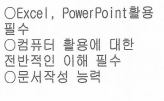 ○Excel, PowerPoint활용
필수
○컴퓨터 활용에 대한
전반적인 이해 필수
○문서작성 능력